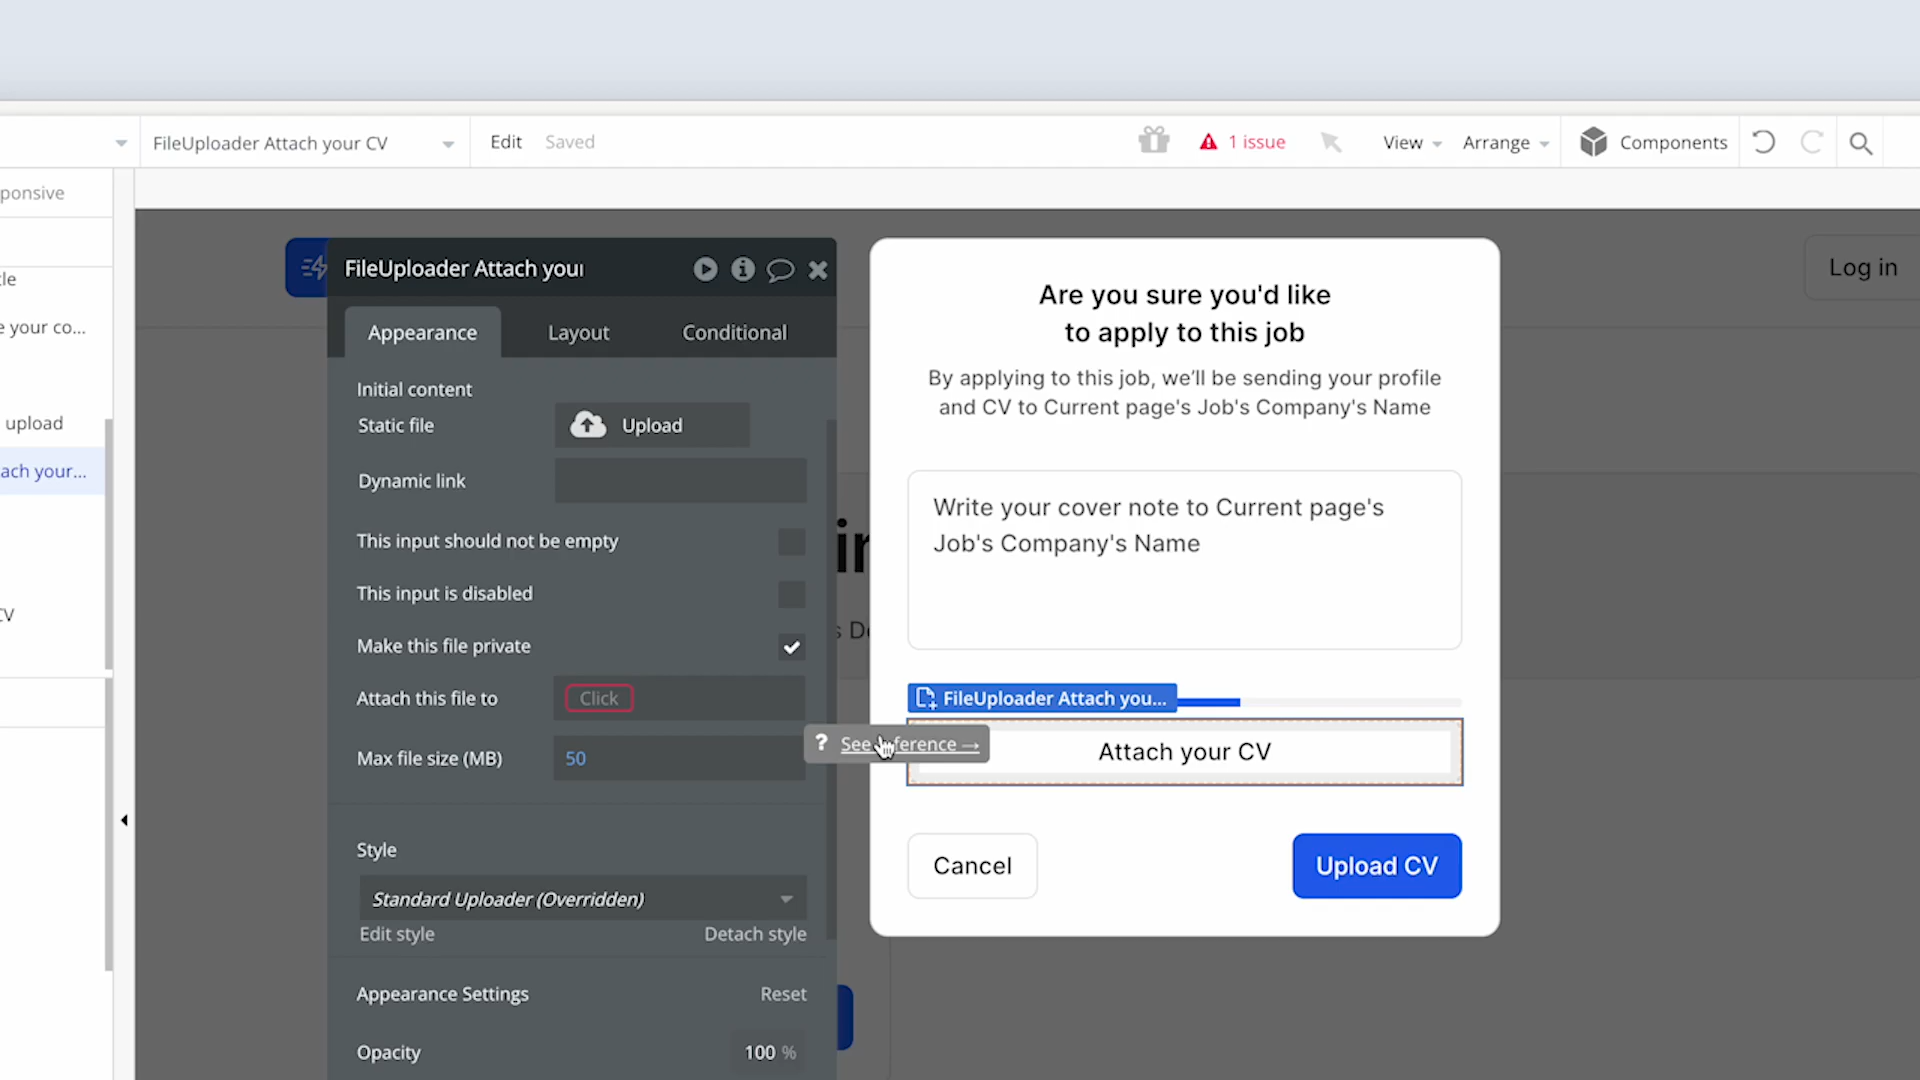 FileUploader Attach your CV
Edit
Saved
1 issue
View
Arrange
Components
ponsive
tle
e your co...
upload
ach your...
CV
FileUploader Attach your
Appearance
Layout
Conditional
Initial content
Static file
Upload
Dynamic link
This input should not be empty
This input is disabled
Make this file private
Attach this file to
Click
Max file size (MB)
50
? See reference →
Style
Standard Uploader (Overridden)
Edit style
Detach style
Appearance Settings
Reset
Opacity
100 %
Log in
in
s De
Are you sure you'd like
to apply to this job
By applying to this job, we’ll be sending your profile
and CV to Current page's Job's Company's Name
Write your cover note to Current page's
Job's Company's Name
FileUploader Attach you...
Attach your CV
Cancel
Upload CV